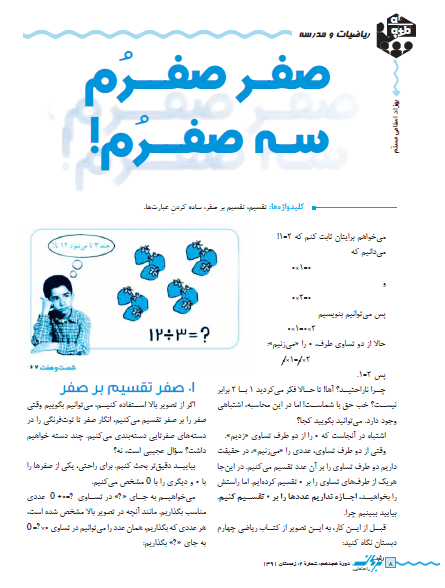 ریاضیات و مدرسه
صفر صفرُم
سه صفرُم!
کلیدواژه‌ها: تقسیم، تقسیم بر صفر، ساده کردن عبارت‌ها.
می‌خواهم برایتان ثابت کنم که ۲=۱!
می‌دانیم که
۰×۱=۰
و
۰×۲=۰
پس می‌توانیم بنویسیم
۰×۱=۰×۲
حالا از دو تساوی طرف، ۰ را «می‌زنیم»:
۰×۱=۰×۲
پس ۲=۱.
چرا ناراحتید؟ آهاا! تا حالا فکر می‌کردید ۱ با ۲ برابر
نیست؟ خب حق با شماست! اما در این محاسبه، اشتباهی
وجود دارد. می‌توانید بگویید کجا؟
اشتباه در آنجاست که ۰ را از دو طرف تساوی «زدیم».
وقتی از دو طرف تساوی، عددی را «می‌زنیم»، در حقیقت
داریم دو طرف تساوی را بر آن عدد تقسیم می‌کنیم. در این‌جا
هریک از طرف‌های تساوی را بر ۰ تقسیم کرده‌ایم. اما راستش
را بخواهید، اجازه نداریم عددها را بر ۰ تقسیم کنیم.
بیایید ببینیم چرا.
قبل از این کار، به این تصویر از کتاب ریاضی چهارم
دبستان نگاه کنید:
چند ۳ تا می‌شود ۱۲ تا؟
۱۲÷۳=?
شصت و هفت ۶۷
۱. صفر تقسیم بر صفر
اگر از تصویر بالا استفاده کنیم، می‌توانیم بگوییم وقتی
صفر را بر صفر تقسیم می‌کنیم، انگار صفر تا توت‌فرنگی را در
دسته‌های صفرتایی دسته‌بندی می‌کنیم. چند دسته خواهیم
داشت؟ سؤال عجیبی است، نه؟
بیایید دقیق‌تر بحث کنیم. برای راحتی، یکی از صفرها را
با ۰ و دیگری را با 0 مشخص می‌کنیم.
می‌خواهیم به جای «?» در تساوی ?=۰÷0 عددی
مناسب بگذاریم. مانند آنچه در تصویر بالا مشخص شده است،
هر عددی که بگذاریم، همان عدد را می‌توانیم در تساوی 0=?×۰
به جای «?» بگذاریم:
۸
دوره هجدهم، شماره ۲، زمستان ۱۳۹۱